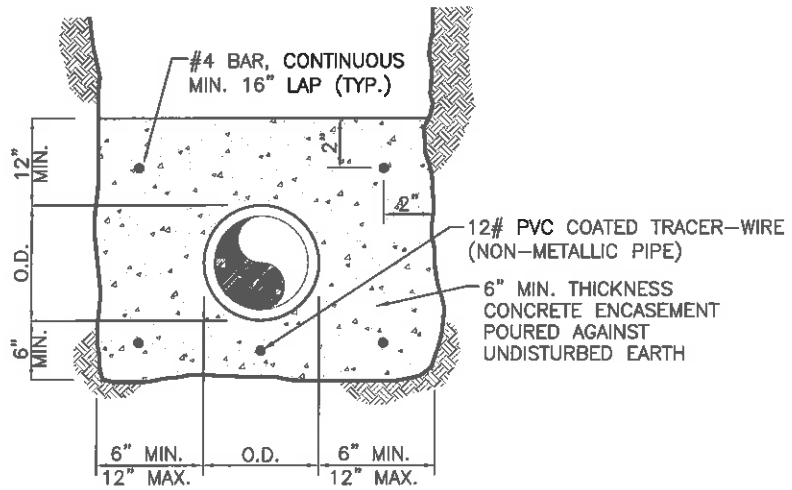 #4 BAR, CONTINUOUS
MIN. 16" LAP (TYP.)
12"
MIN.
2"
2"
O.D.
12# PVC COATED TRACER-WIRE
(NON-METALLIC PIPE)
6" MIN. THICKNESS
CONCRETE ENCASEMENT
POURED AGAINST
UNDISTURBED EARTH
6"
MIN.
6" MIN.
12" MAX.
O.D.
6" MIN.
12" MAX.